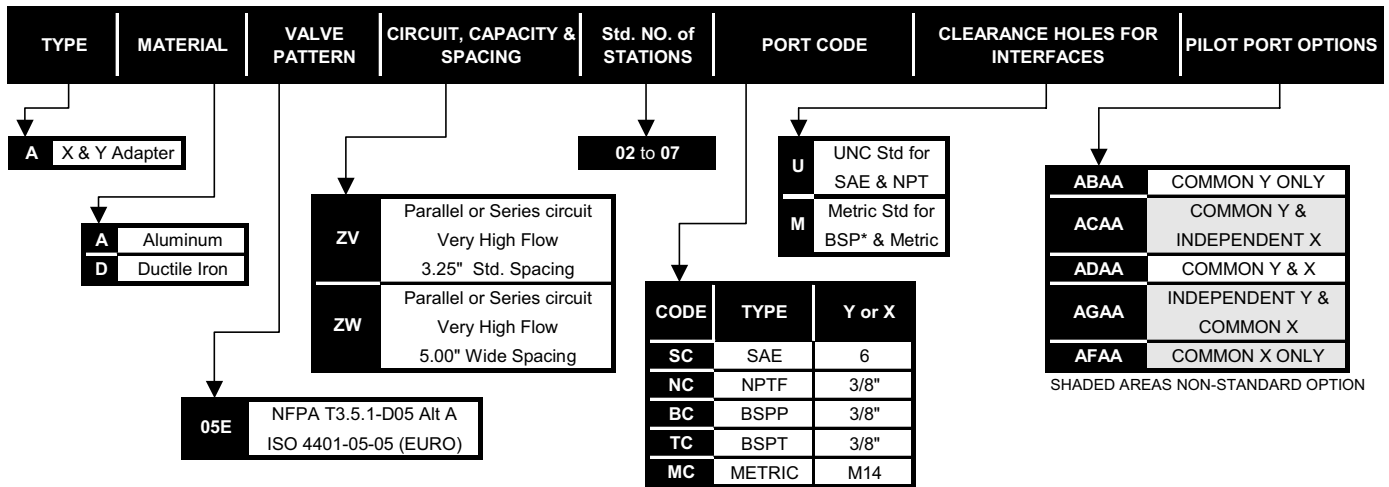 TYPE
MATERIAL
VALVE
PATTERN
CIRCUIT, CAPACITY &
SPACING
Std. NO. of
STATIONS
PORT CODE
CLEARANCE HOLES FOR
INTERFACES
PILOT PORT OPTIONS
A X & Y Adapter
A Aluminum
D Ductile Iron
05E
NFPA T3.5.1-D05 Alt A
ISO 4401-05-05 (EURO)
ZV
Parallel or Series circuit
Very High Flow
3.25" Std. Spacing
ZW
Parallel or Series circuit
Very High Flow
5.00" Wide Spacing
02 to 07
CODE TYPE Y or X
SC SAE 6
NC NPTF 3/8"
BC BSPP 3/8"
TC BSPT 3/8"
MC METRIC M14
U
UNC Std for
SAE & NPT
M
Metric Std for
BSP* & Metric
ABAA COMMON Y ONLY
ACAA
COMMON Y &
INDEPENDENT X
ADAA COMMON Y & X
AGAA
INDEPENDENT Y &
COMMON X
AFAA COMMON X ONLY
SHADED AREAS NON-STANDARD OPTION